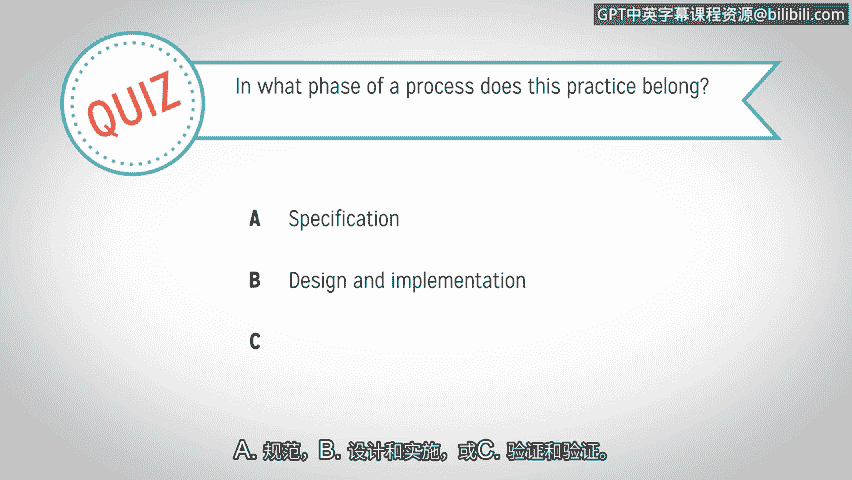 GPT中英字幕课程资源@bilibili.com
QUIZ
In what phase of a process does this practice belong?
A Specification
B Design and implementation
C
A. 规范，B. 设计和实施，或C. 验证和验证。